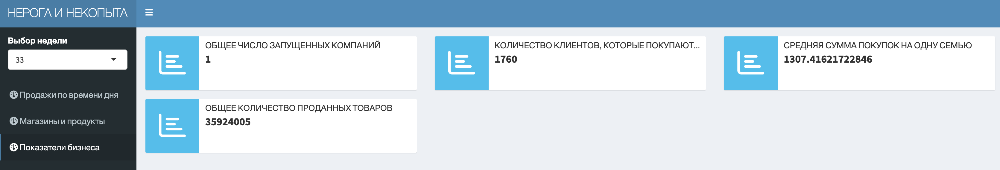 НЕРОГА И НЕКОПЫТА
Выбор недели
33
Продажи по времени дня
Магазины и продукты
Показатели бизнеса
ОБЩЕЕ ЧИСЛО ЗАПУЩЕННЫХ КОМПАНИЙ
1
КОЛИЧЕСТВО КЛИЕНТОВ, КОТОРЫЕ ПОКУПАЮТ...
1760
СРЕДНЯЯ СУММА ПОКУПОК НА ОДНУ СЕМЬЮ
1307.41621722846
ОБЩЕЕ КОЛИЧЕСТВО ПРОДАННЫХ ТОВАРОВ
35924005